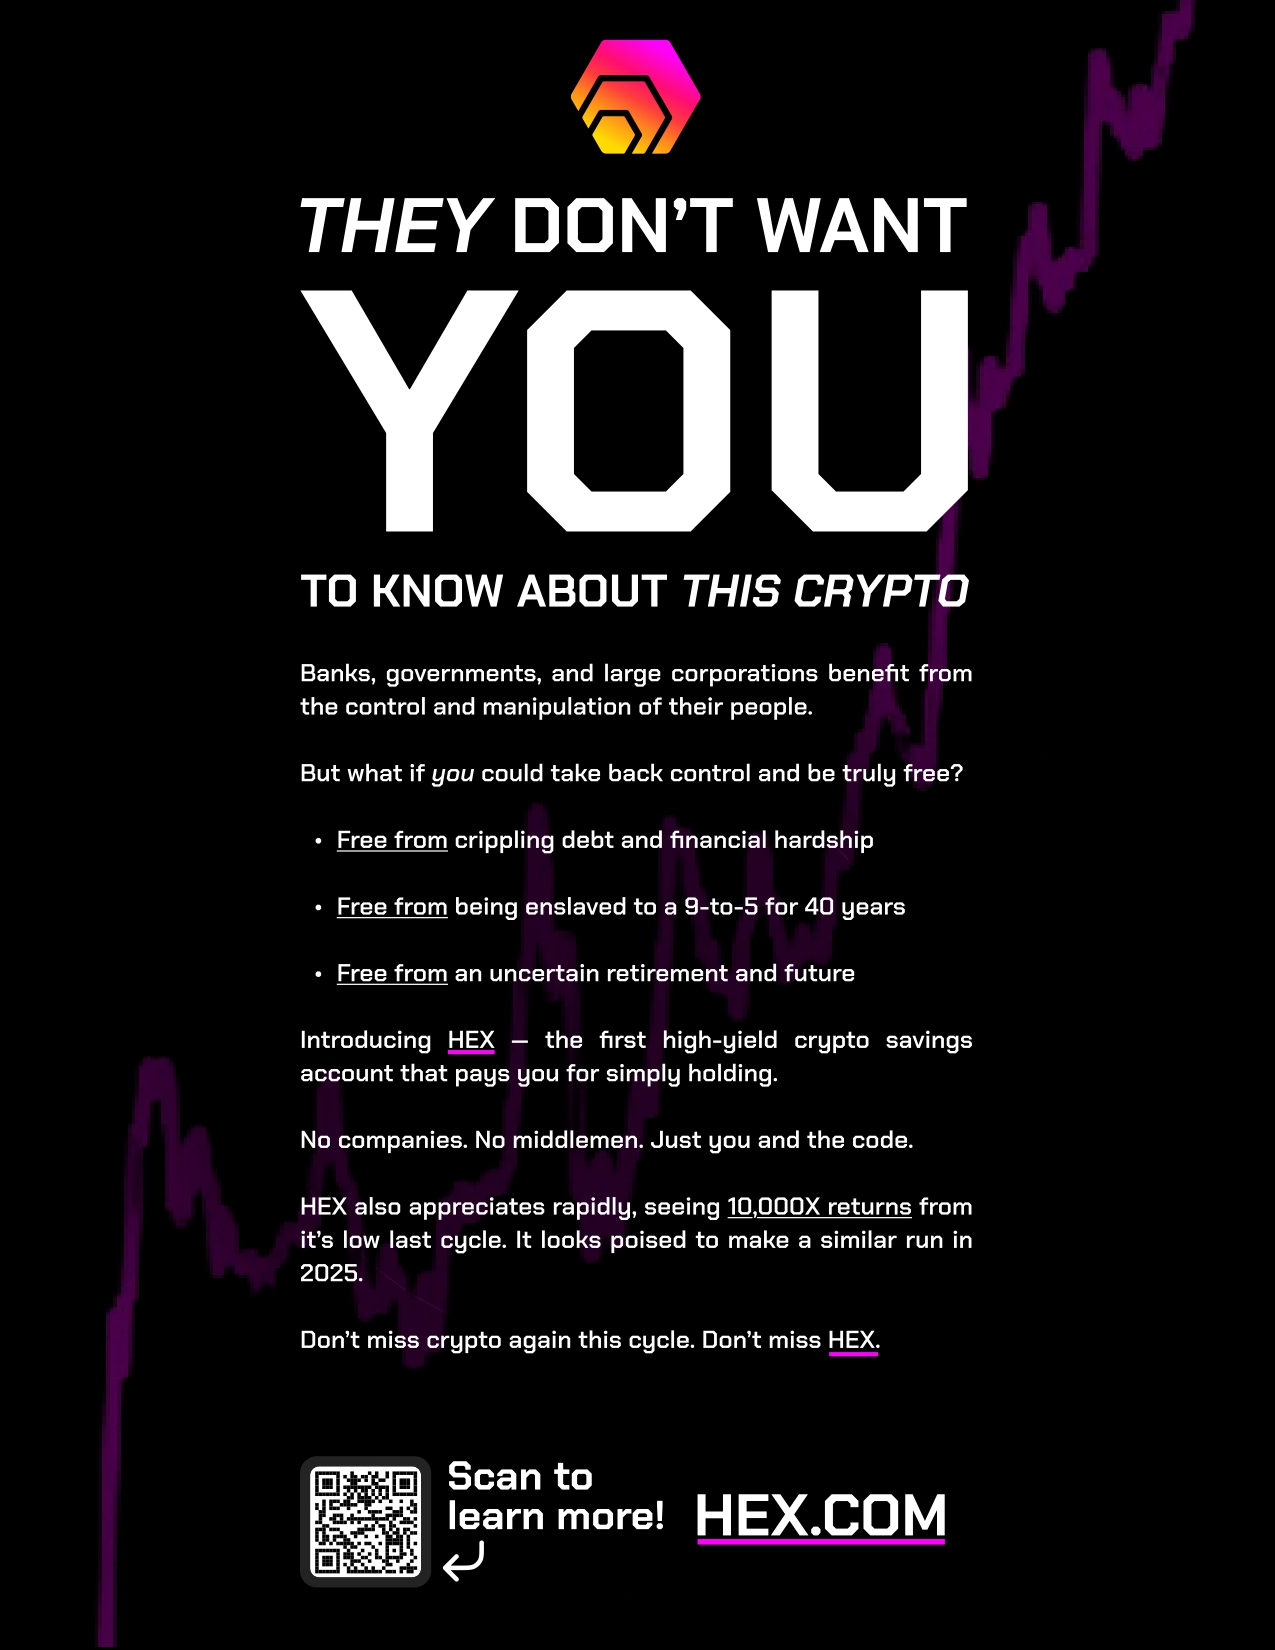 THEY DON’T WANT
YOU
TO KNOW ABOUT THIS CRYPTO
Banks, governments, and large corporations benefit from
the control and manipulation of their people.
But what if you could take back control and be truly free?
• Free from crippling debt and financial hardship
• Free from being enslaved to a 9-to-5 for 40 years
• Free from an uncertain retirement and future
Introducing HEX — the first high-yield crypto savings
account that pays you for simply holding.
No companies. No middlemen. Just you and the code.
HEX also appreciates rapidly, seeing 10,000X returns from
it’s low last cycle. It looks poised to make a similar run in
2025.
Don’t miss crypto again this cycle. Don’t miss HEX.
Scan to
learn more!
HEX.COM